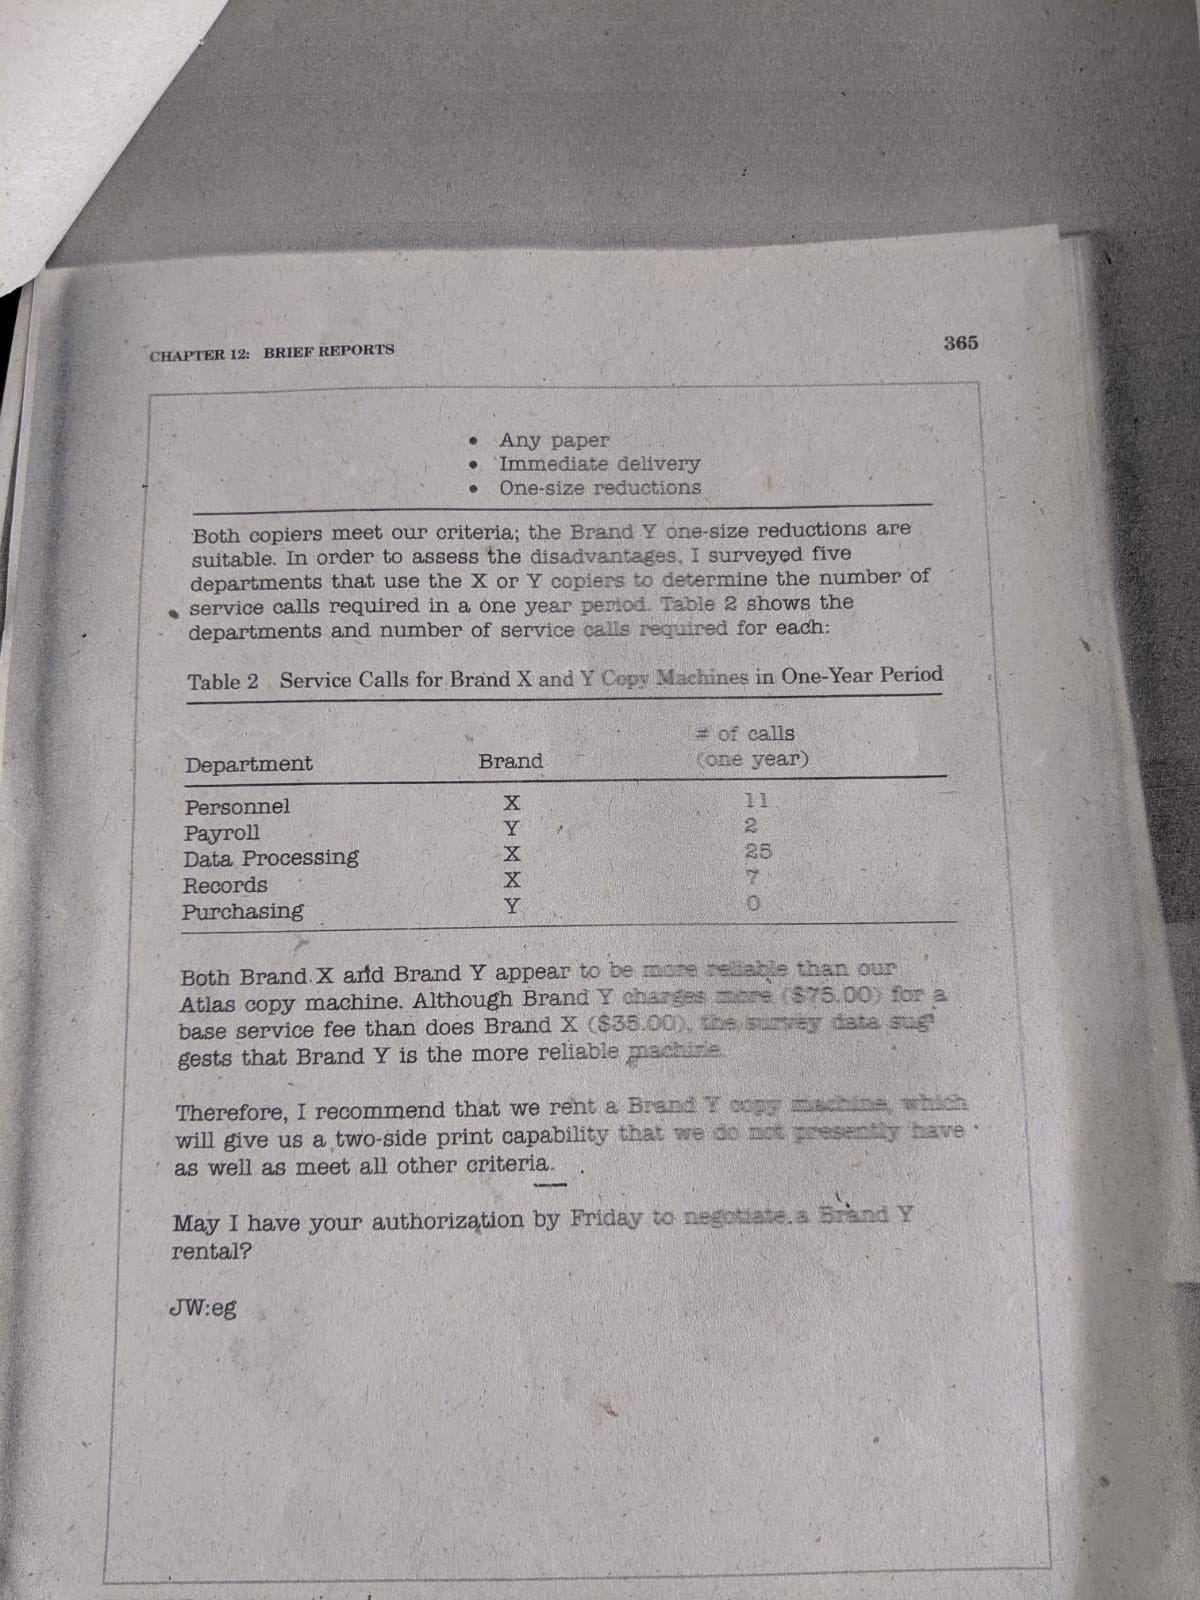 CHAPTER 12: BRIEF REPORTS 365
• Any paper
• Immediate delivery
• One-size reductions
Both copiers meet our criteria; the Brand Y one-size reductions are
suitable. In order to assess the disadvantages, I surveyed five
departments that use the X or Y copiers to determine the number of
service calls required in a one year period. Table 2 shows the
departments and number of service calls required for each:
Table 2 Service Calls for Brand X and Y Copy Machines in One-Year Period
# of calls
Department Brand (one year)
Personnel X 11
Payroll Y 2
Data Processing X 25
Records X 7
Purchasing Y 0
Both Brand X and Brand Y appear to be more reliable than our
Atlas copy machine. Although Brand Y charges more ($75.00) for a
base service fee than does Brand X ($35.00), the survey data sug-
gests that Brand Y is the more reliable machine.
Therefore, I recommend that we rent a Brand Y copy machine, which
will give us a two-side print capability that we do not presently have
as well as meet all other criteria.
May I have your authorization by Friday to negotiate a Brand Y
rental?
JW:eg